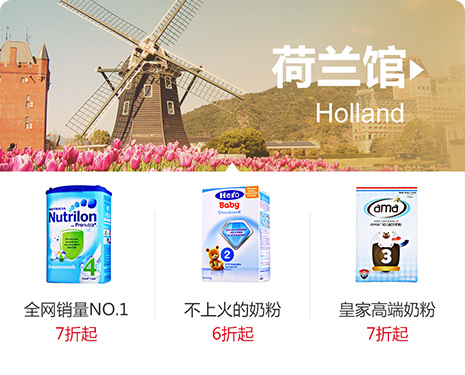 荷兰馆
Holland
Nutrilon
Pronutra
4
Hero
Baby
Standaard
2
ama
3
全网销量NO.1
不上火的奶粉
皇家高端奶粉
7折起
6折起
7折起